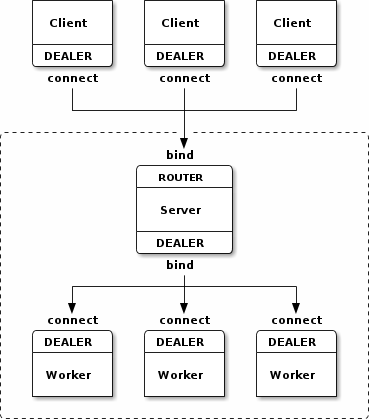 Client Client Client
DEALER DEALER DEALER
connect connect connect
bind
ROUTER
Server
DEALER
bind
connect connect connect
DEALER DEALER DEALER
Worker Worker Worker